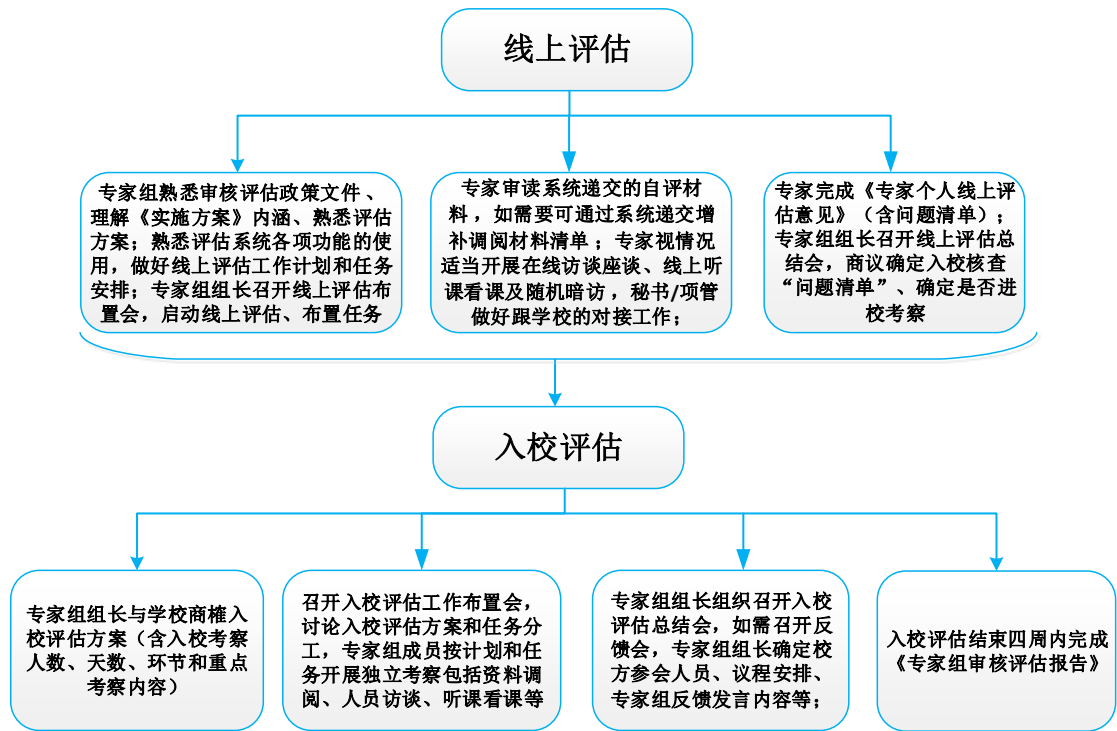 线上评估
专家组熟悉审核评估政策文件、
理解《实施方案》内涵、熟悉评估
方案；熟悉评估系统各项功能的使
用，做好线上评估工作计划和任务
安排；专家组组长召开线上评估布
置会，启动线上评估、布置任务
专家审读系统递交的自评材
料，如需要可通过系统递交增
补调阅材料清单；专家视情况
适当开展在线访谈座谈、线上听
课看课及随机暗访，秘书/项管
做好跟学校的对接工作；
专家完成《专家个人线上评
估意见》（含问题清单）；
专家组组长召开线上评估总
结会，商议确定入校核查
“问题清单”、确定是否进
校考察
入校评估
专家组组长与学校商榷入
校评估方案（含入校考察
人数、天数、环节和重点
考察内容）
召开入校评估工作布置会，
讨论入校评估方案和任务分
工，专家组成员按计划和任
务开展独立考察包括资料调
阅、人员访谈、听课看课等
专家组组长组织召开入校
评估总结会，如需召开反
馈会，专家组组长确定校
方参会人员、议程安排、
专家组反馈发言内容等；
入校评估结束四周内完成
《专家组审核评估报告》